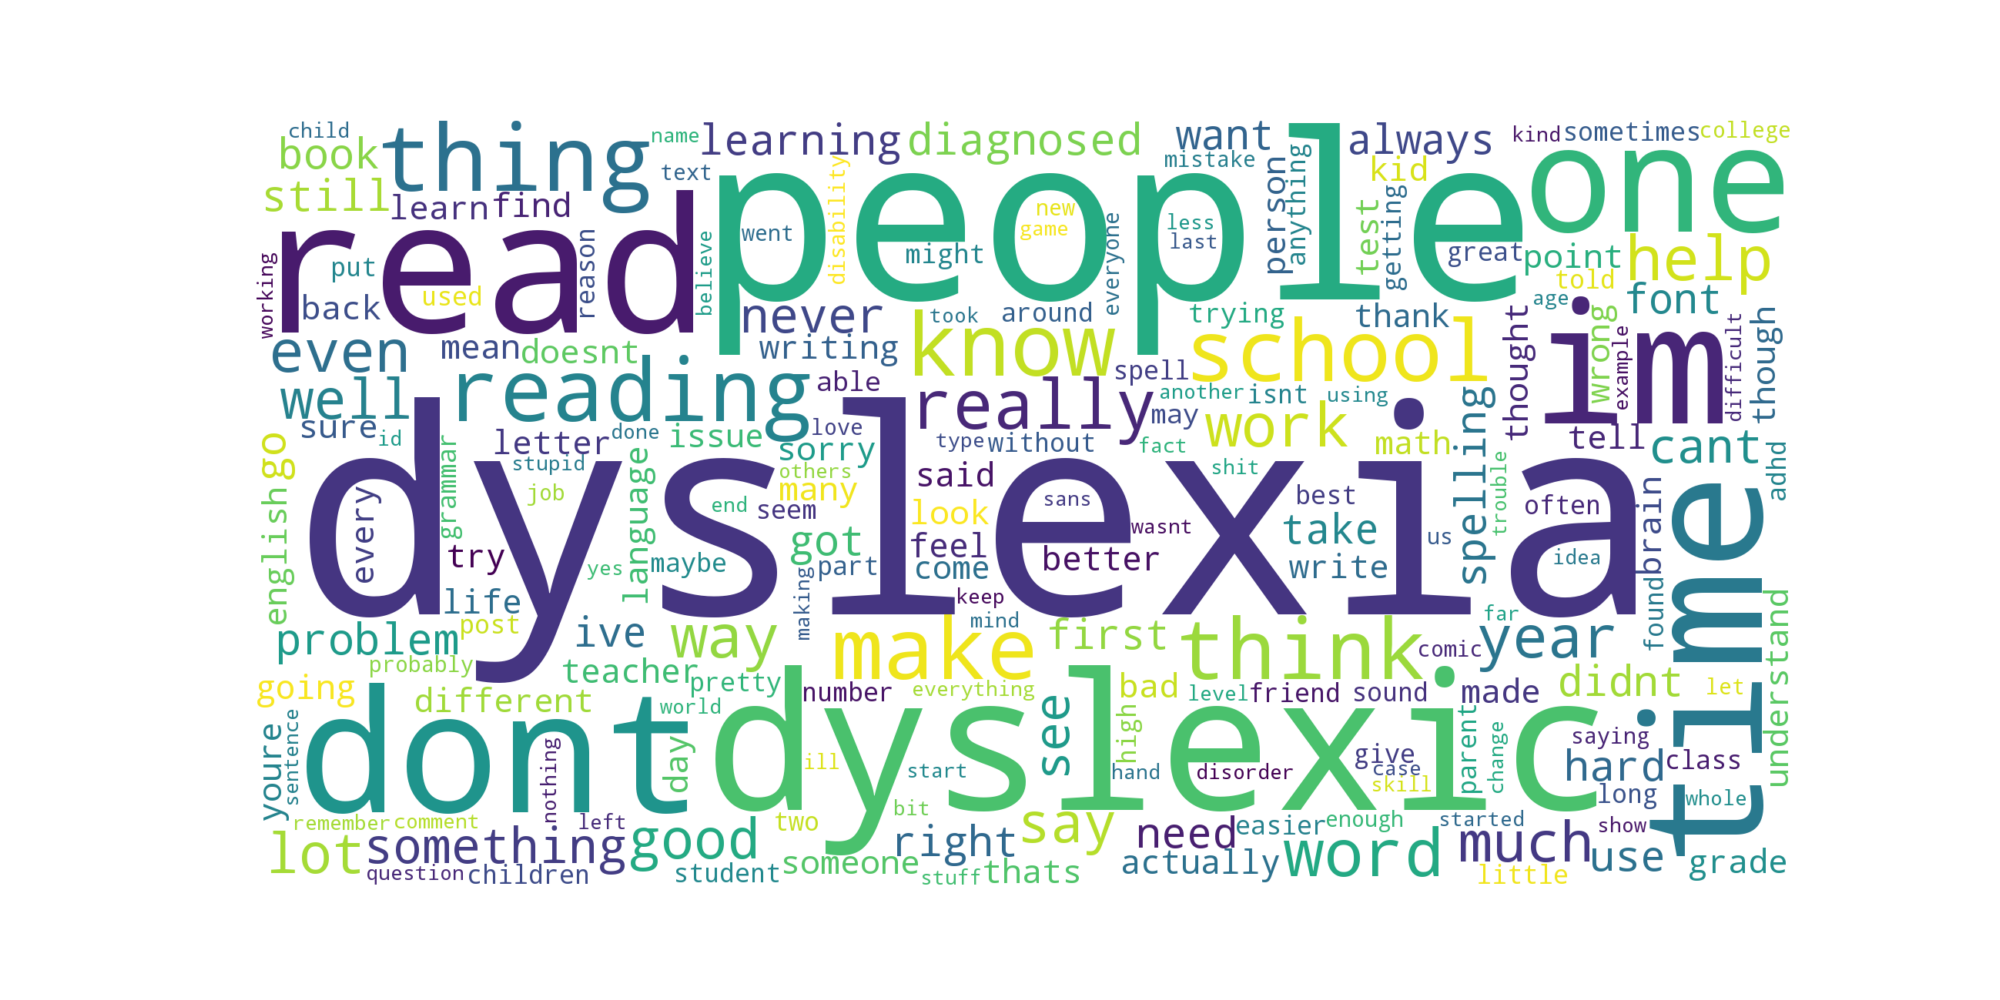 child
book
still
thing
name
text
learning
diagnosed
disability
want
mistake
always
kid
kind
sometimes
college
one
learn
find
read
people
went
new
game
less
last
might
everyone
person
anything
test
getting
great
point
help
told
working
put
back
used
reason
believe
never
took
around
trying
thank
age
font
even
mean
doesnt
writing
know
school
thought
im
wrong
example
difficult
though
well
reading
able
really
spell
another
isnt
using
may
work
math
spelling
tell
cant
adhd
sure
id
go
grammar
letter
done
issue
love
sorry
type
without
fact
stupid
language
others
many
said
shit
trouble
english
every
job
end
seem
look
sans
wasnt
best
take
often
brain
time
dyslexia
try
yes
maybe
got
part
feel
come
better
write
us
idea
life
making
keep
mind
far
found
understand
problem
post
ive
way
make
first
think
comic
year
probably
teacher
pretty
going
different
number
everything
bad
level
friend
sound
made
didnt
let
world
dont
dyslexic
see
high
youre
sentence
nothing
day
ill
start
hand
disorder
give
case
skill
parent
change
saying
hard
class
long
whole
remember
comment
left
bit
two
say
need
easier
enough
started
show
lot
something
good
right
actually
word
much
use
grade
question
children
student
someone
stuff
thats
little